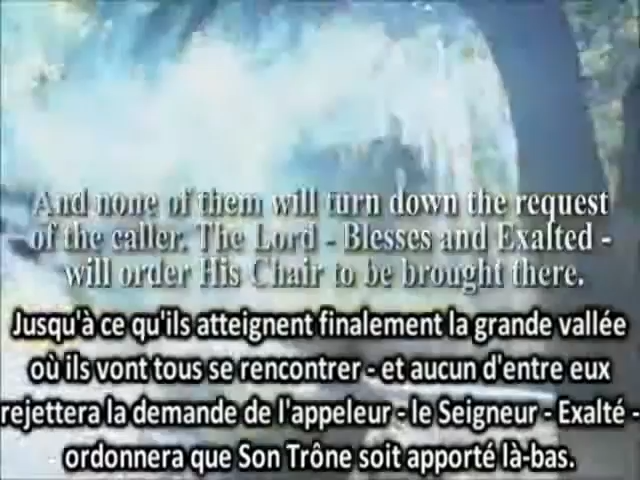 And none of them will turn down the request
of the caller. The Lord - Blesses and Exalted -
will order His Chair to be brought there.
Jusqu'à ce qu'ils atteignent finalement la grande vallée
où ils vont tous se rencontrer - et aucun d'entre eux
rejettera la demande de l'appeleur - le Seigneur - Exalté -
ordonnera que Son Trône soit apporté là-bas.